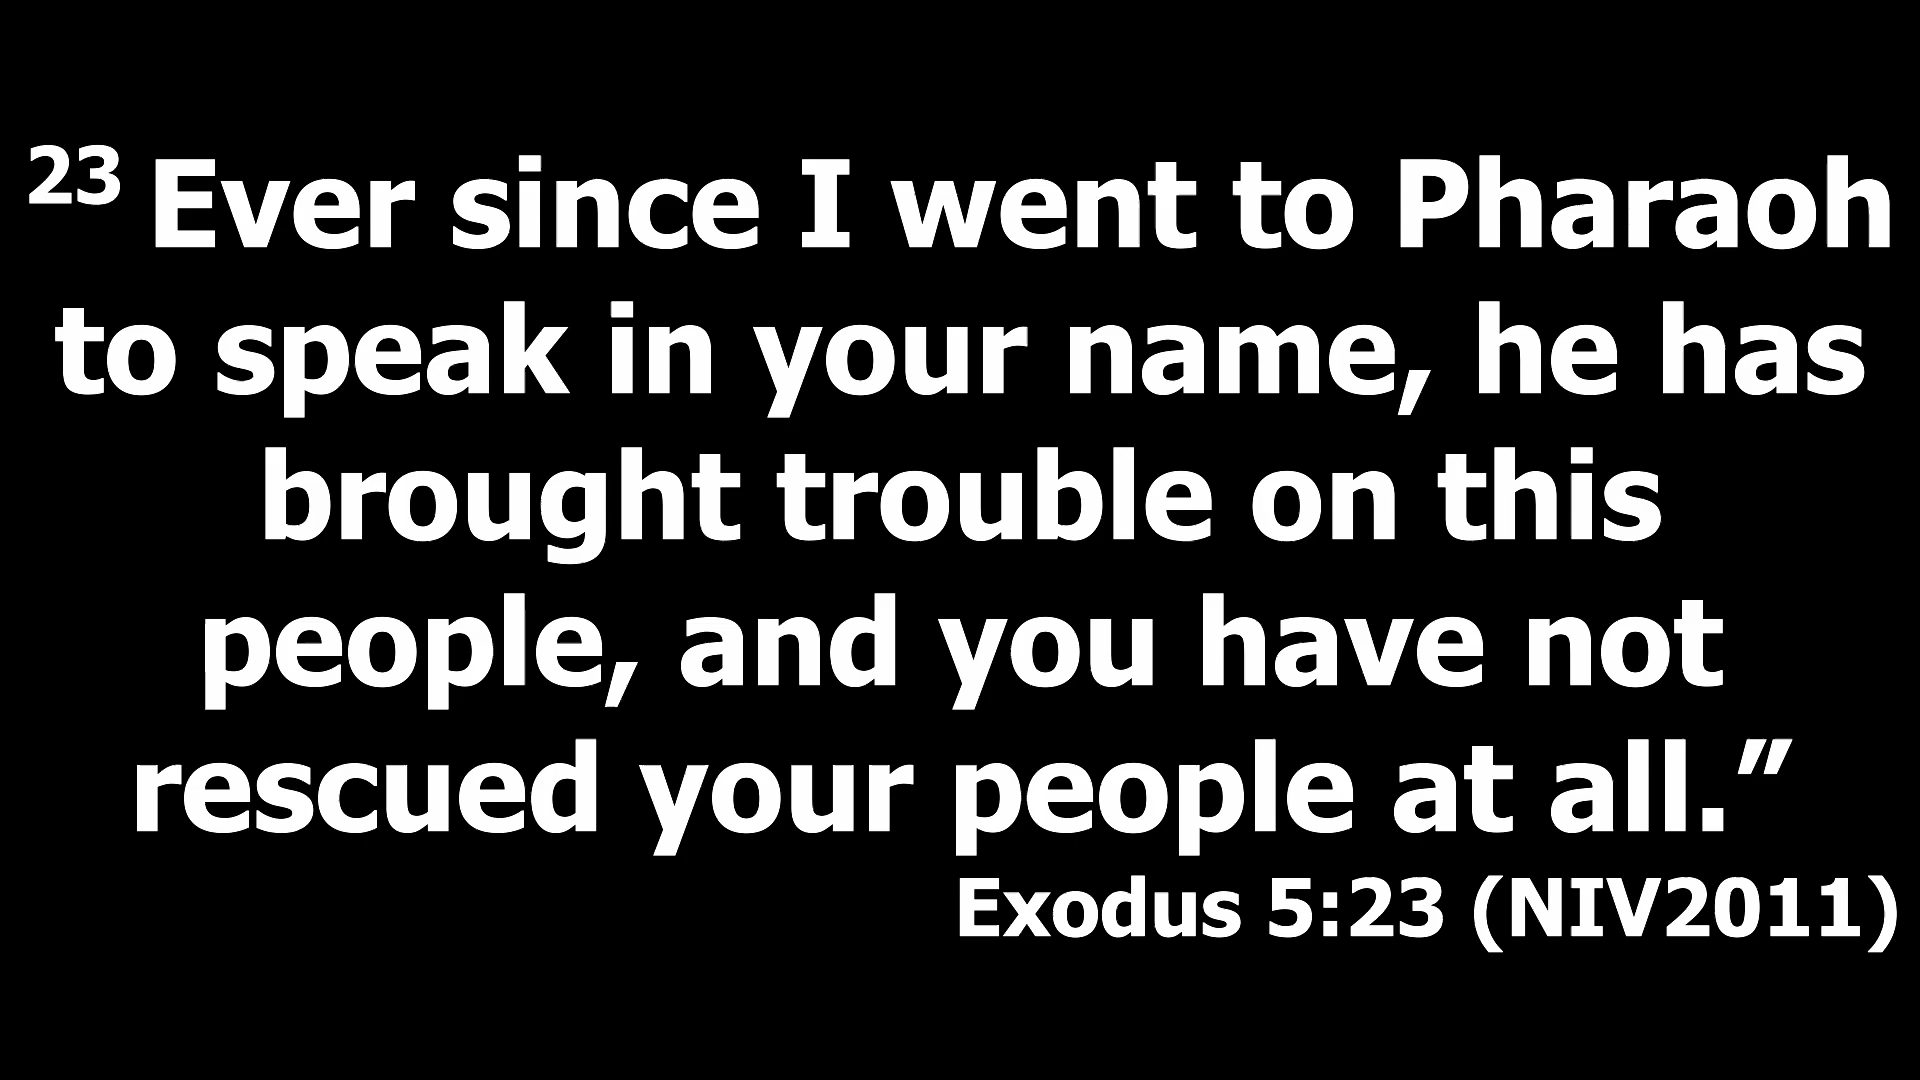 23 Ever since I went to Pharaoh
to speak in your name, he has
brought trouble on this
people, and you have not
rescued your people at all.”
Exodus 5:23 (NIV2011)